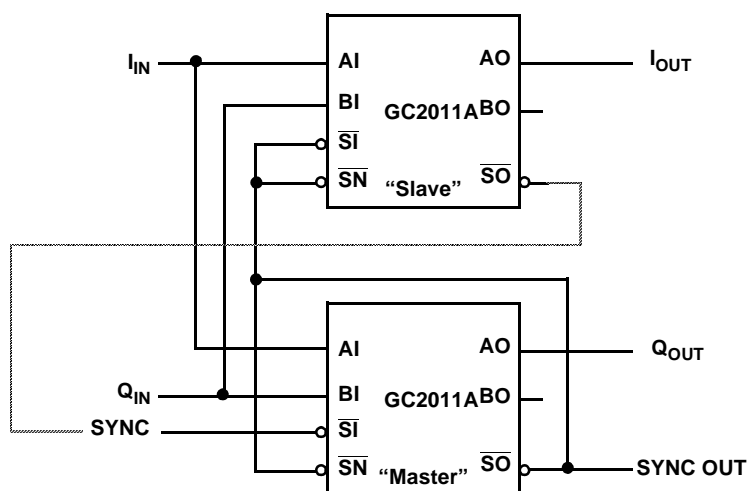 I_IN AI AO I_OUT
BI GC2011A BO
SI
SN “Slave” SO
AI AO Q_OUT
Q_IN BI GC2011A BO
SYNC SI
SN “Master” SO SYNC OUT